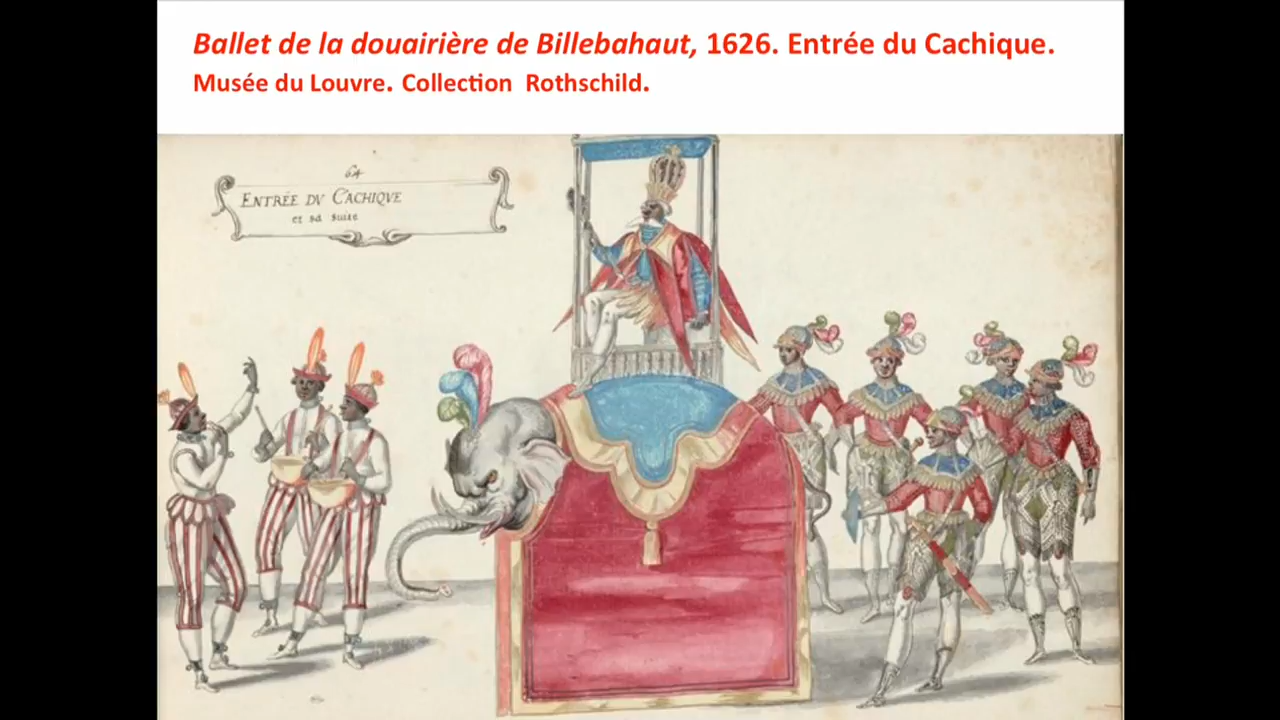 Ballet de la douairière de Billebahaut, 1626. Entrée du Cachique.
Musée du Louvre. Collection Rothschild.
64
ENTRÉE DV CACHIQVE
et sa suite